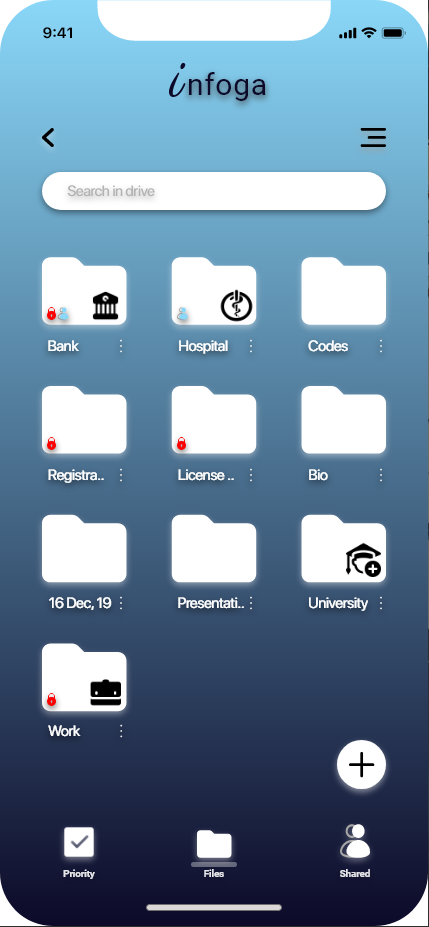 9:41
infoga
Search in drive
Bank
Hospital
Codes
Registra..
License ..
Bio
16 Dec, 19
Presentati..
University
Work
Priority
Files
Shared